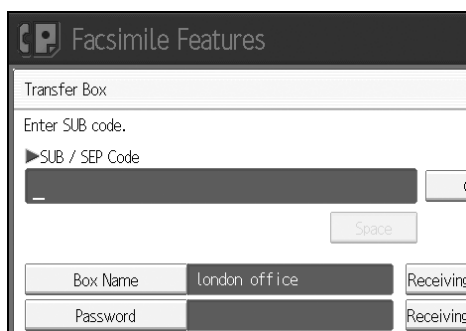 Facsimile Features
Transfer Box
Enter SUB code.
▶SUB / SEP Code
Space
Box Name london office Receiving
Password Receiving